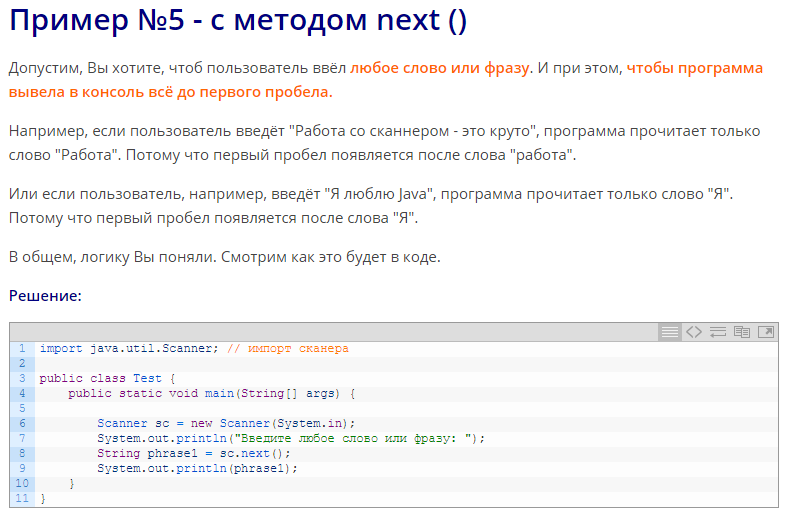 Пример №5 - с методом next ()
Допустим, Вы хотите, чтоб пользователь ввёл любое слово или фразу. И при этом, чтобы программа
вывела в консоль всё до первого пробела.
Например, если пользователь введёт "Работа со сканнером - это круто", программа прочитает только
слово "Работа". Потому что первый пробел появляется после слова "работа".
Или если пользователь, например, введёт "Я люблю Java", программа прочитает только слово "Я".
Потому что первый пробел появляется после слова "Я".
В общем, логику Вы поняли. Смотрим как это будет в коде.
Решение:
1 import java.util.Scanner; // импорт сканера
2
3 public class Test {
4 public static void main(String[] args) {
5
6 Scanner sc = new Scanner(System.in);
7 System.out.println("Введите любое слово или фразу: ");
8 String phrase1 = sc.next();
9 System.out.println(phrase1);
10 }
11 }